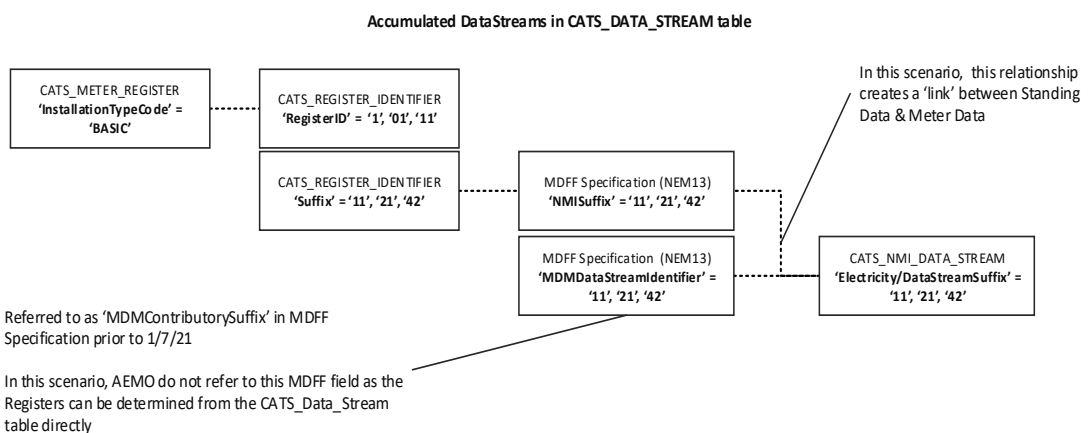 Accumulated DataStreams in CATS_DATA_STREAM table
CATS_METER_REGISTER
'InstallationTypeCode' =
'BASIC'
CATS_REGISTER_IDENTIFIER
'RegisterID' = '1', '01', '11'
In this scenario, this relationship
creates a 'link' between Standing
Data & Meter Data
CATS_REGISTER_IDENTIFIER
'Suffix' = '11', '21', '42'
MDFF Specification (NEM13)
'NMISuffix' = '11', '21', '42'
MDFF Specification (NEM13)
'MDMDataStreamIdentifier' =
'11', '21', '42'
CATS_NMI_DATA_STREAM
'Electricity/DataStreamSuffix' =
'11', '21', '42'
Referred to as 'MDMContributorySuffix' in MDFF
Specification prior to 1/7/21
In this scenario, AEMO do not refer to this MDFF field as the
Registers can be determined from the CATS_Data_Stream
table directly